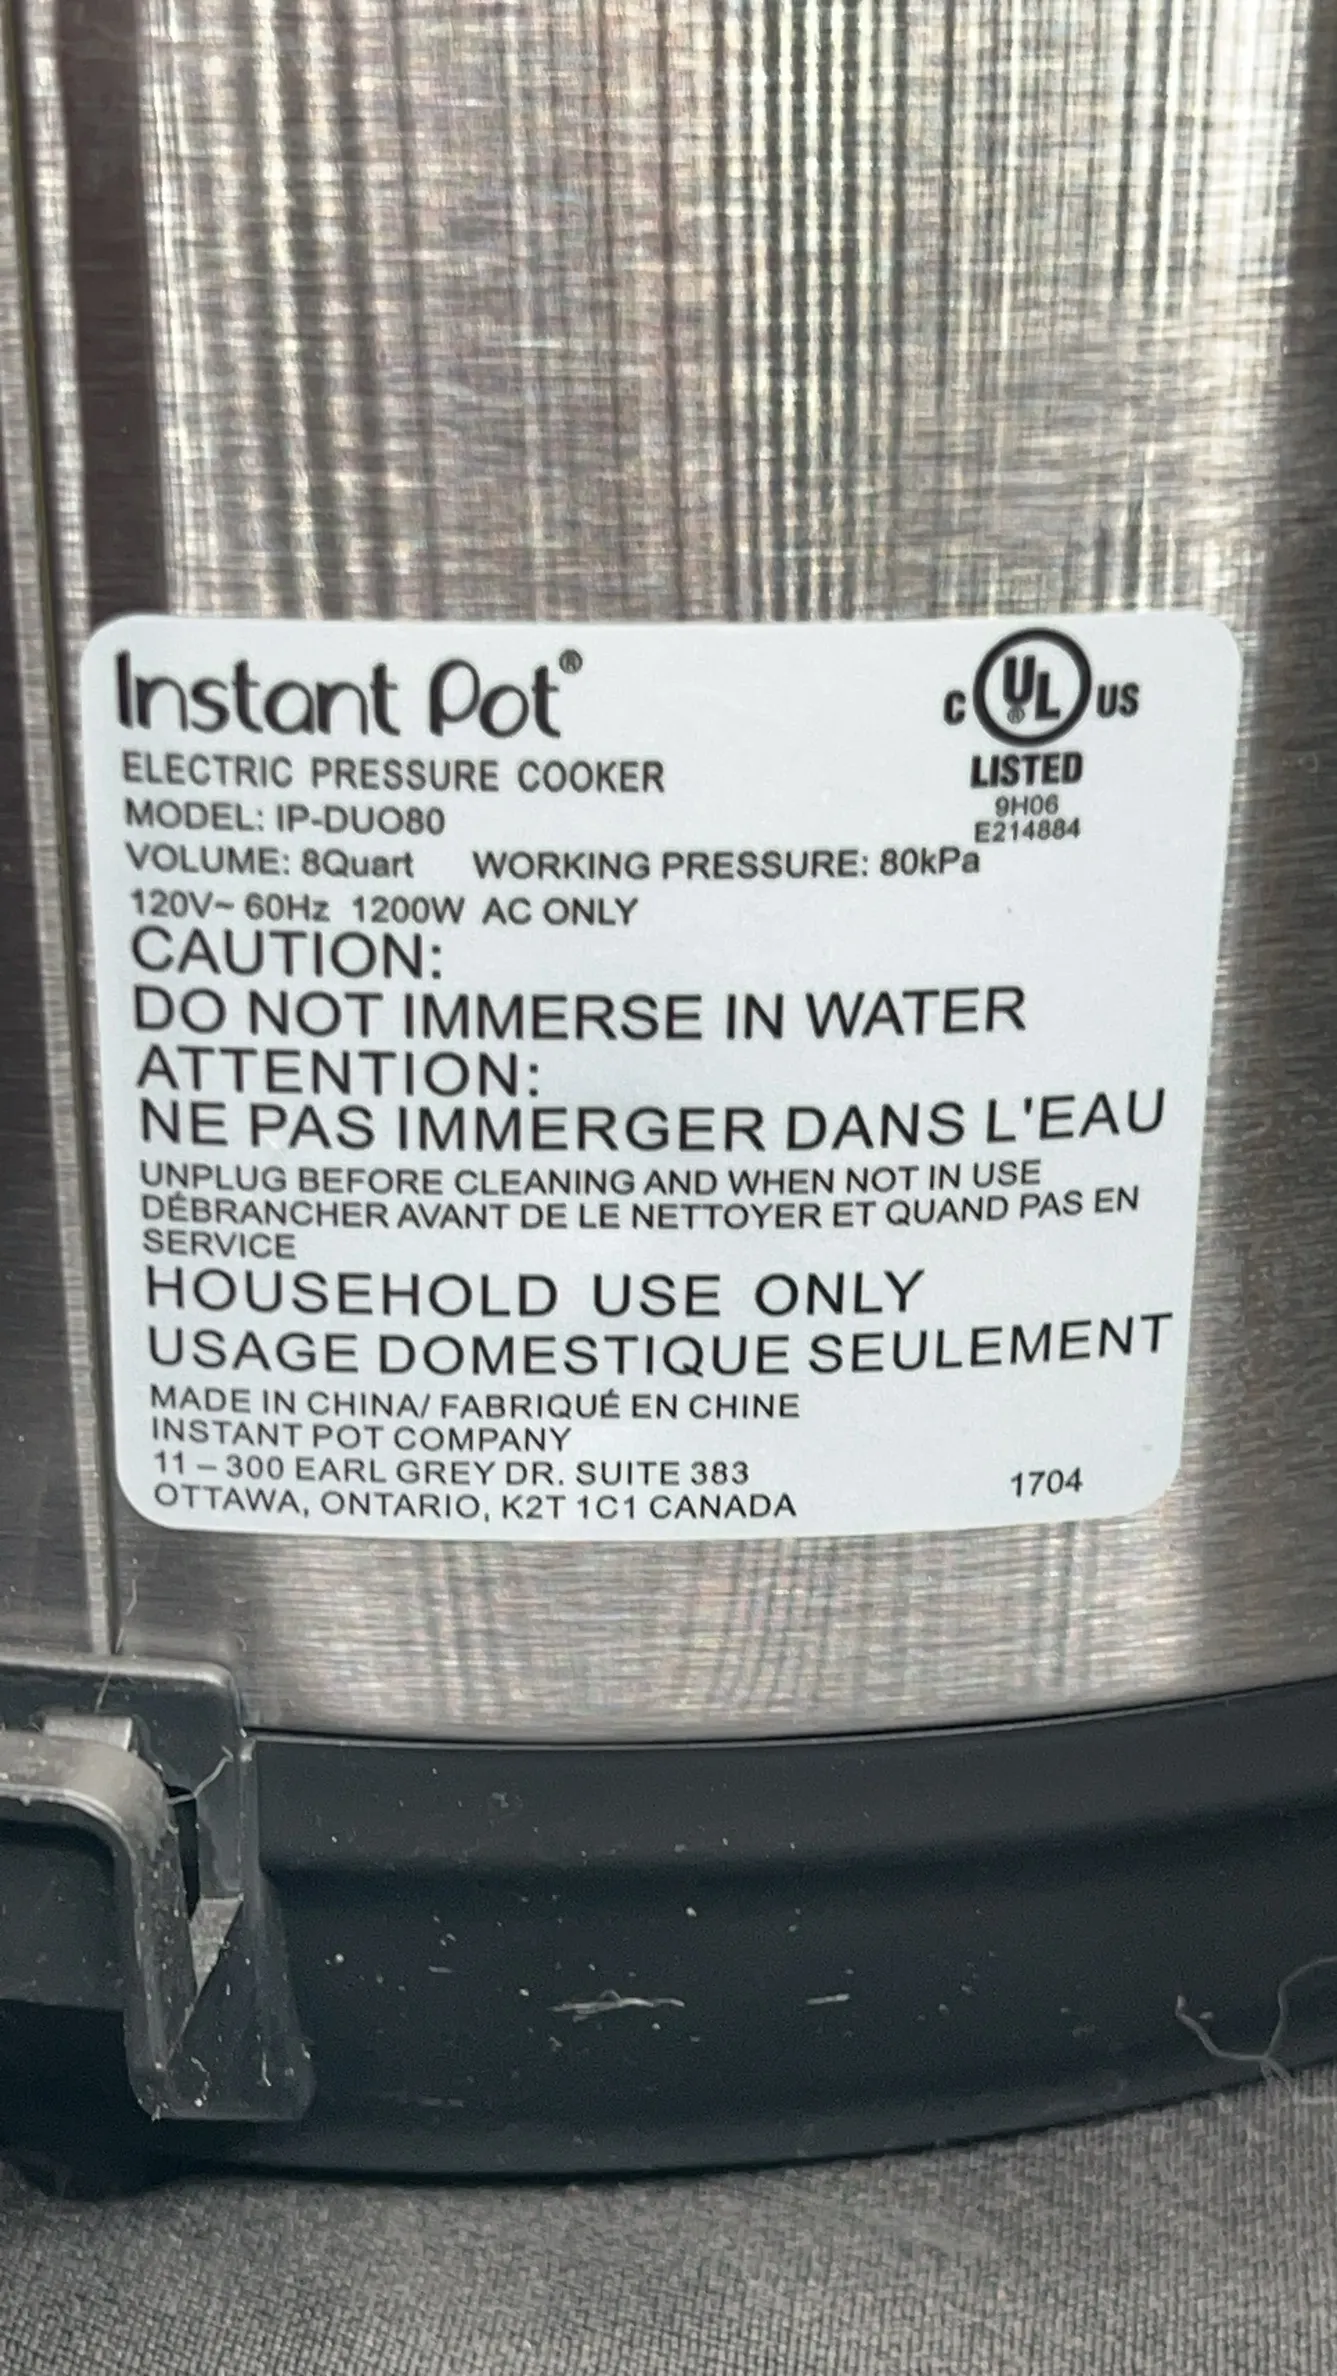 Instant Pot®
C UL® US
LISTED
9H06
E214884
ELECTRIC PRESSURE COOKER
MODEL: IP-DUO80
VOLUME: 8Quart WORKING PRESSURE: 80kPa
120V~ 60Hz 1200W AC ONLY
CAUTION:
DO NOT IMMERSE IN WATER
ATTENTION:
NE PAS IMMERGER DANS L'EAU
UNPLUG BEFORE CLEANING AND WHEN NOT IN USE
DÉBRANCHER AVANT DE LE NETTOYER ET QUAND PAS EN
SERVICE
HOUSEHOLD USE ONLY
USAGE DOMESTIQUE SEULEMENT
MADE IN CHINA/ FABRIQUÉ EN CHINE
INSTANT POT COMPANY
11 – 300 EARL GREY DR. SUITE 383
OTTAWA, ONTARIO, K2T 1C1 CANADA
1704